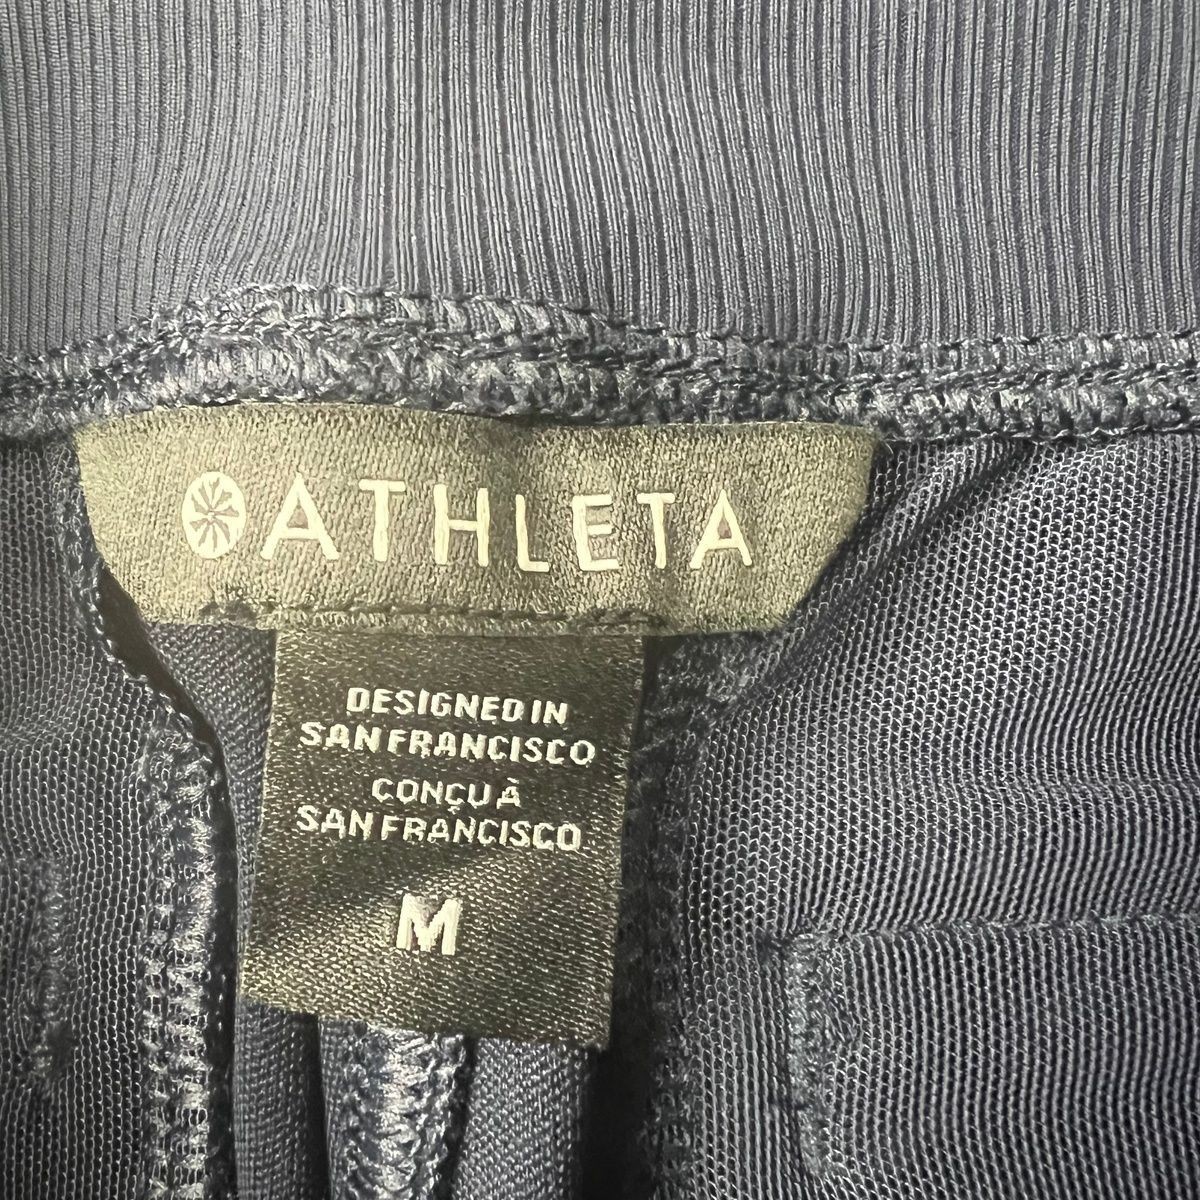 ATHLETA
DESIGNED IN
SAN FRANCISCO
CONÇU À
SAN FRANCISCO
M